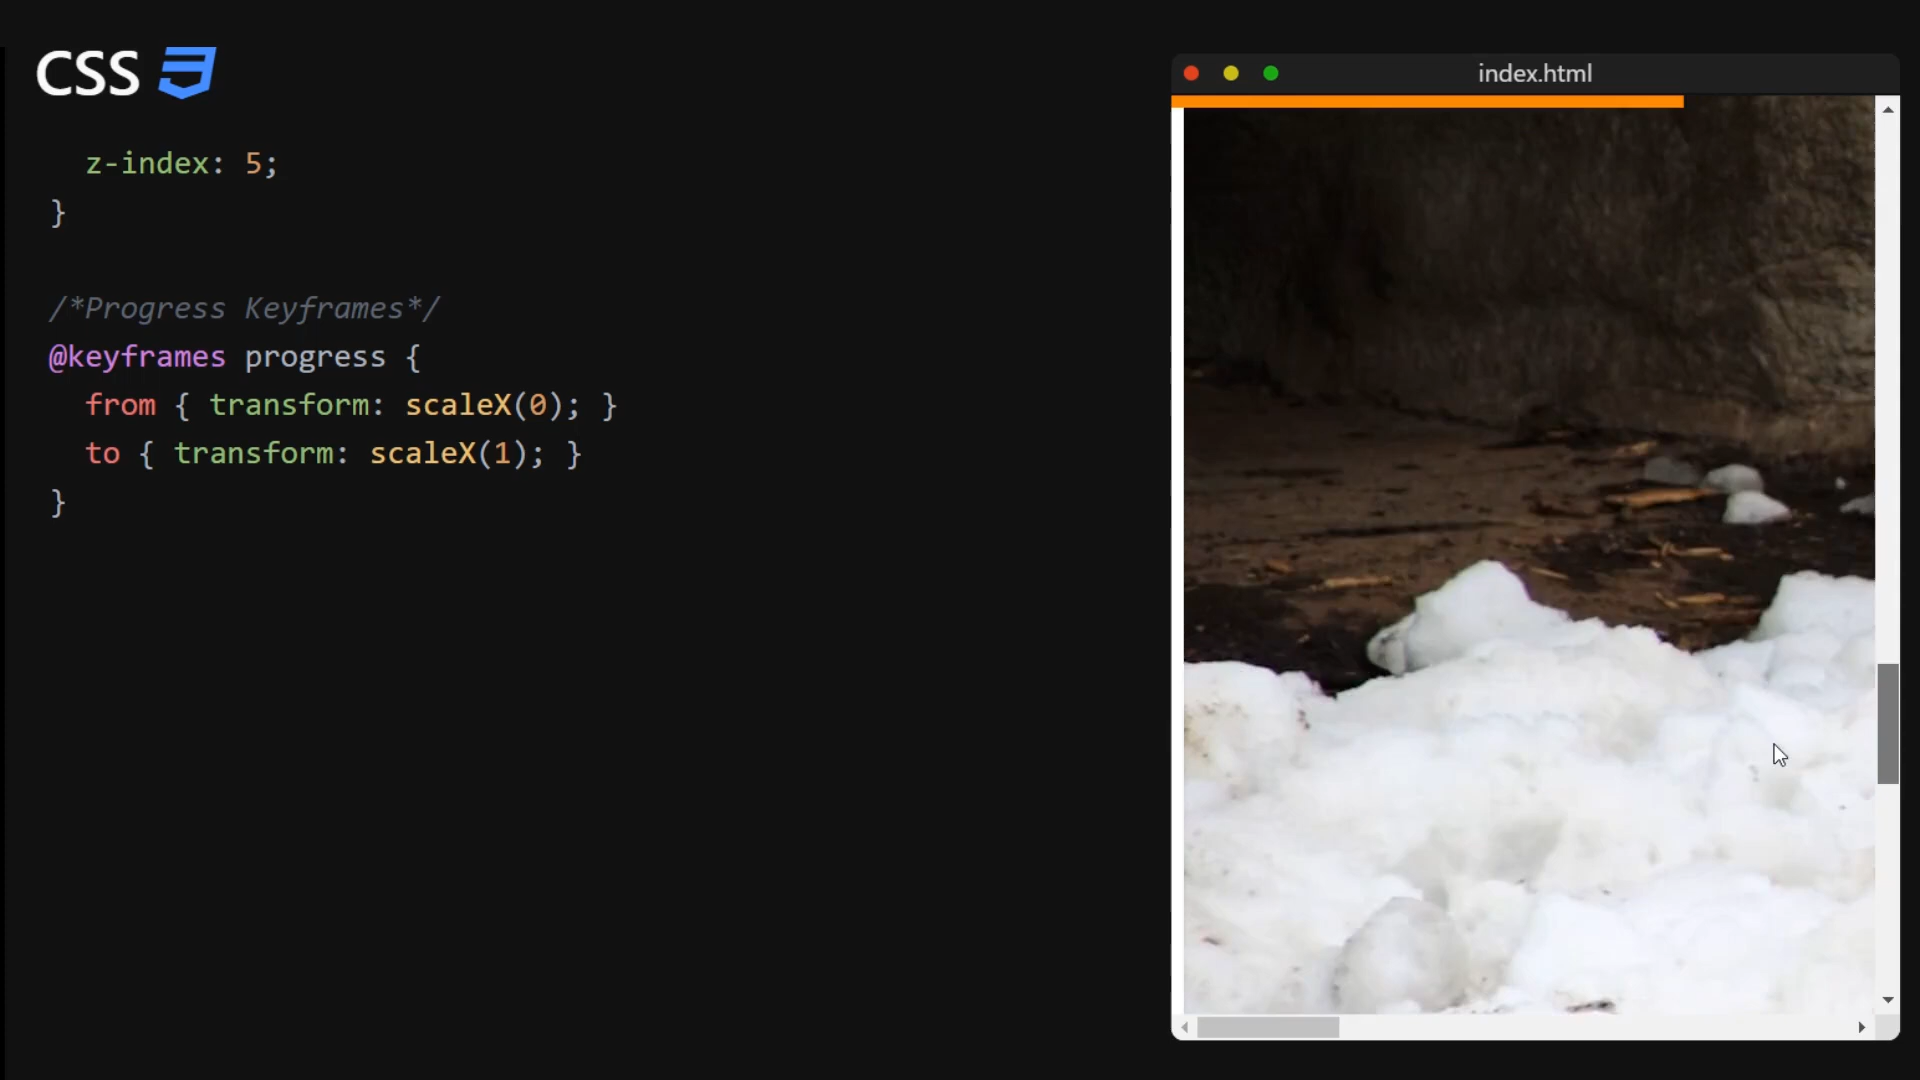 CSS
z-index: 5;
}
/*Progress Keyframes*/
@keyframes progress {
from { transform: scaleX(0); }
to { transform: scaleX(1); }
}
index.html